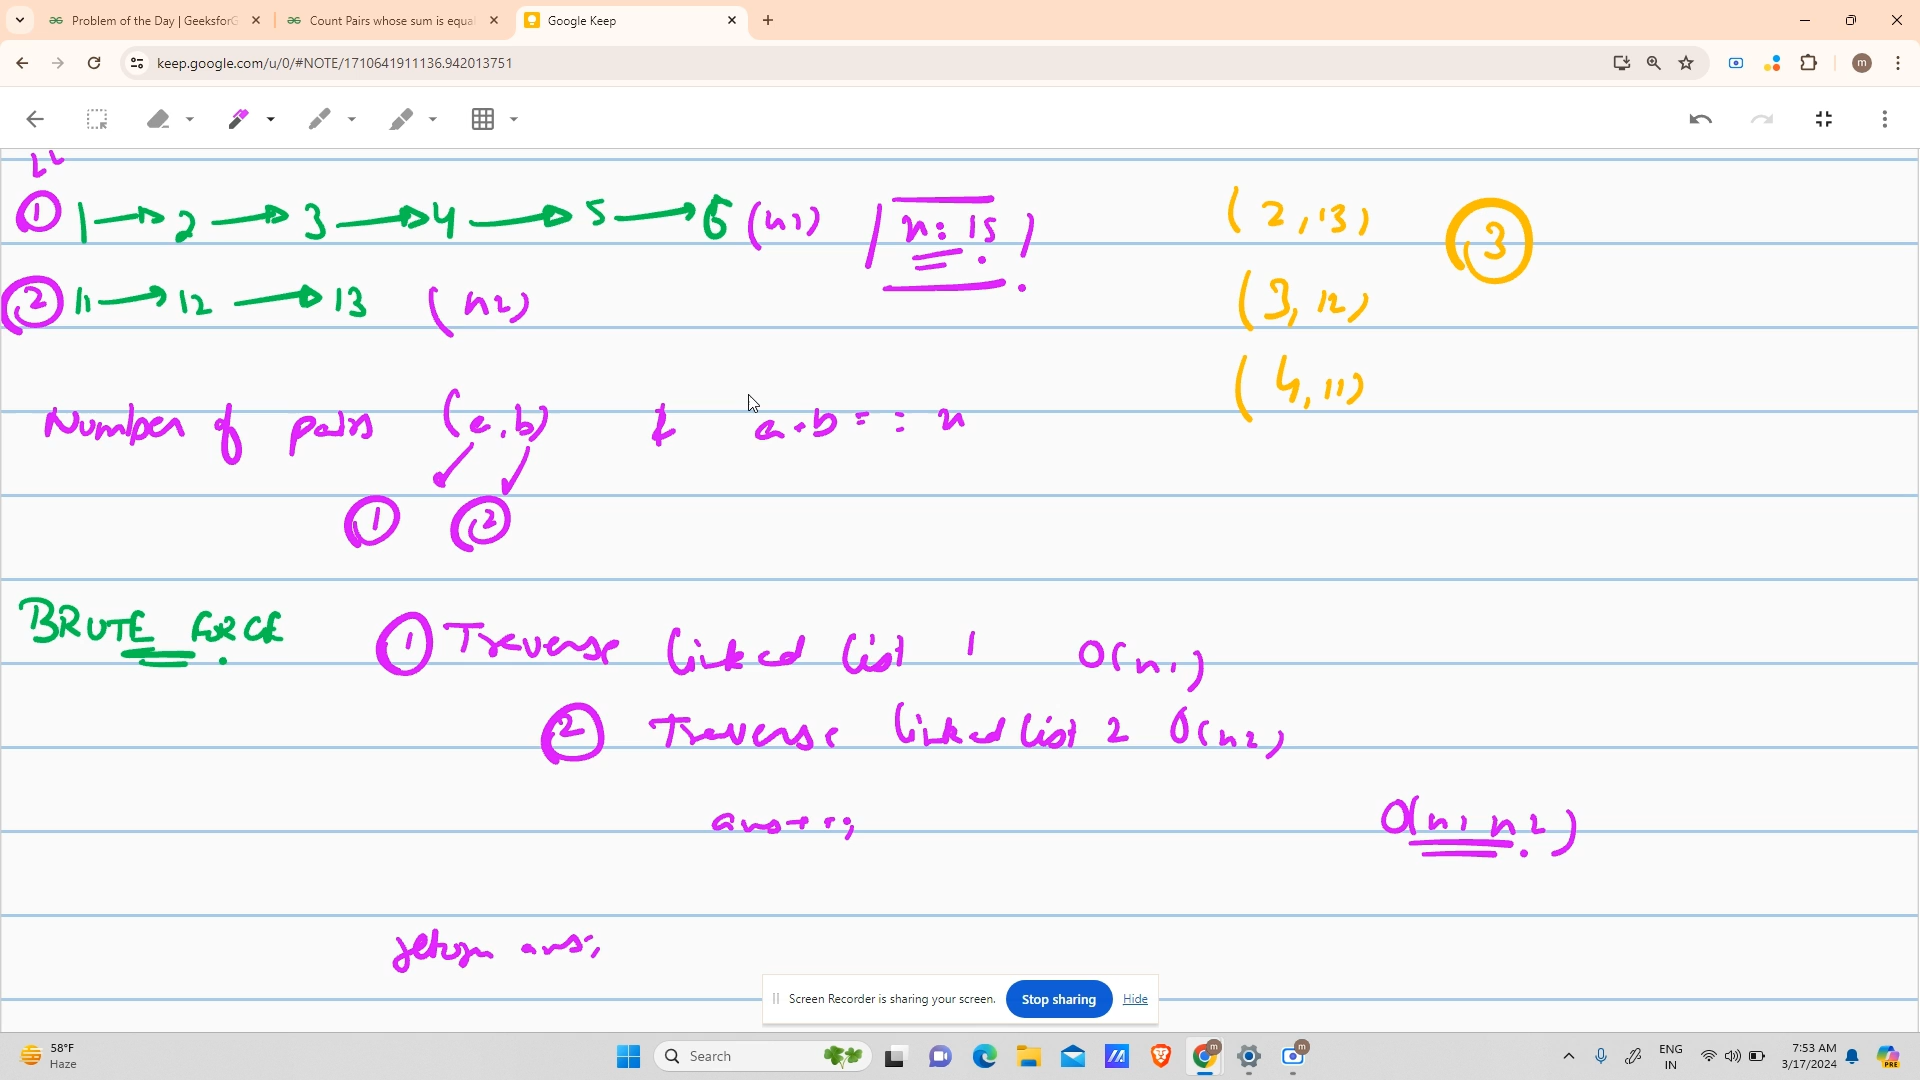 Problem of the Day | GeeksforG
Count Pairs whose sum is equa
Google Keep
keep.google.com/u/0/#NOTE/1710641911136.942013751
m
LL
① 1 → 2 → 3 → 4 → 5 → 6 (n1) x = 15
② 11 → 12 → 13 (n2)
(2,13)
(3,12)
(4,11)
3
Number of pairs (a,b) & a+b == x
① ②
BRUTE FORCE
① Traverse linked list 1 O(n1)
② Traverse linked list 2 O(n2)
ans++;
O(n1 n2)
return ans;
Screen Recorder is sharing your screen. Stop sharing Hide
58°F
Haze
Search
ENG
IN
7:53 AM
3/17/2024